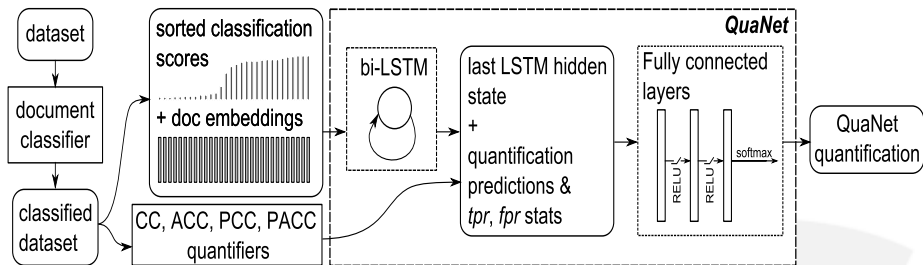 dataset
document
classifier
classified
dataset
sorted classification
scores
+ doc embeddings
CC, ACC, PCC, PACC
quantifiers
QuaNet
bi-LSTM
last LSTM hidden
state
+
quantification
predictions &
tpr, fpr stats
Fully connected
layers
RELU
RELU
softmax
QuaNet
quantification